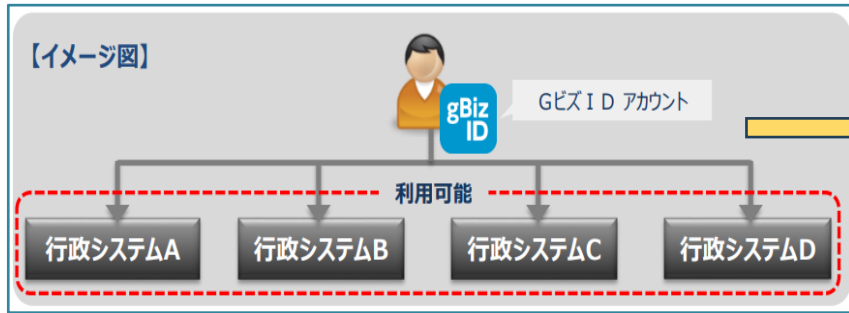 【イメージ図】
gBiz
ID
GビズＩＤ アカウント
利用可能
行政システムA
行政システムB
行政システムC
行政システムD